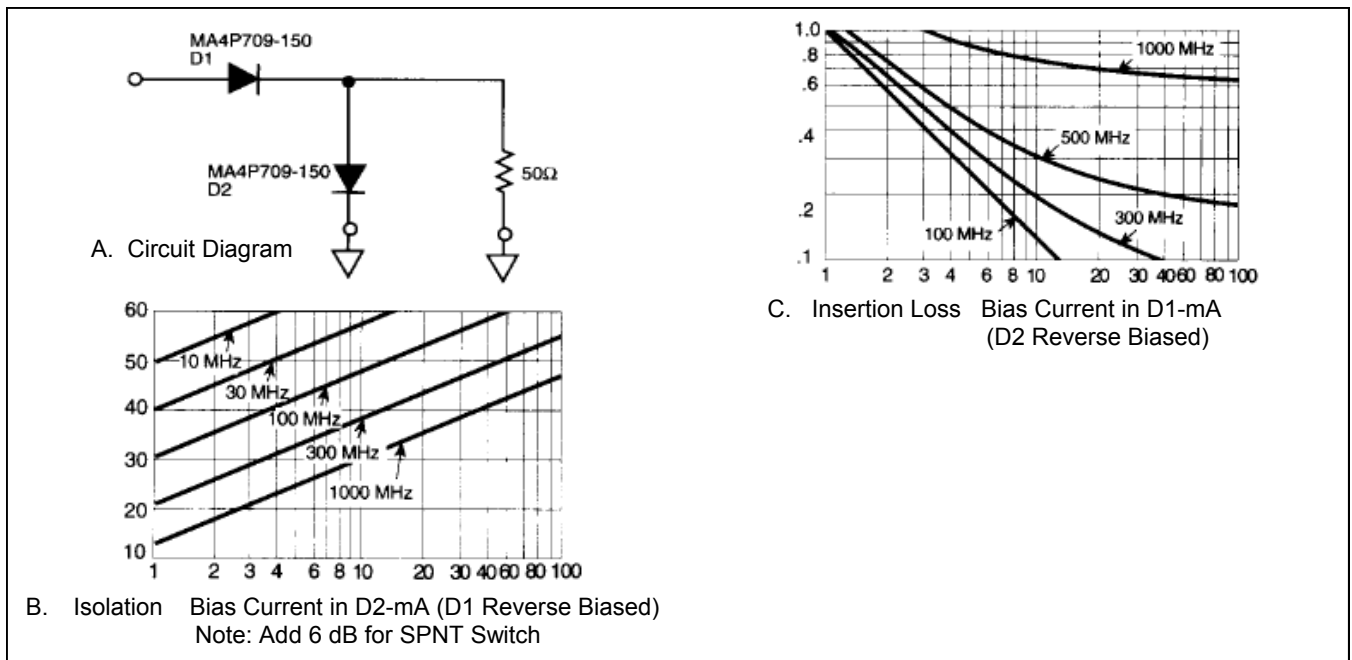 MA4P709-150
D1
MA4P709-150
D2
50Ω
A. Circuit Diagram
60
50
40
30
20
10
10 MHz
30 MHz
100 MHz
300 MHz
1000 MHz
1 2 3 4 6 8 10 20 30 40 60 80 100
B. Isolation Bias Current in D2-mA (D1 Reverse Biased)
Note: Add 6 dB for SPNT Switch
1.0
.8
.6
.4
.2
.1
1000 MHz
500 MHz
300 MHz
100 MHz
1 2 3 4 6 8 10 20 30 40 60 80 100
C. Insertion Loss Bias Current in D1-mA
(D2 Reverse Biased)